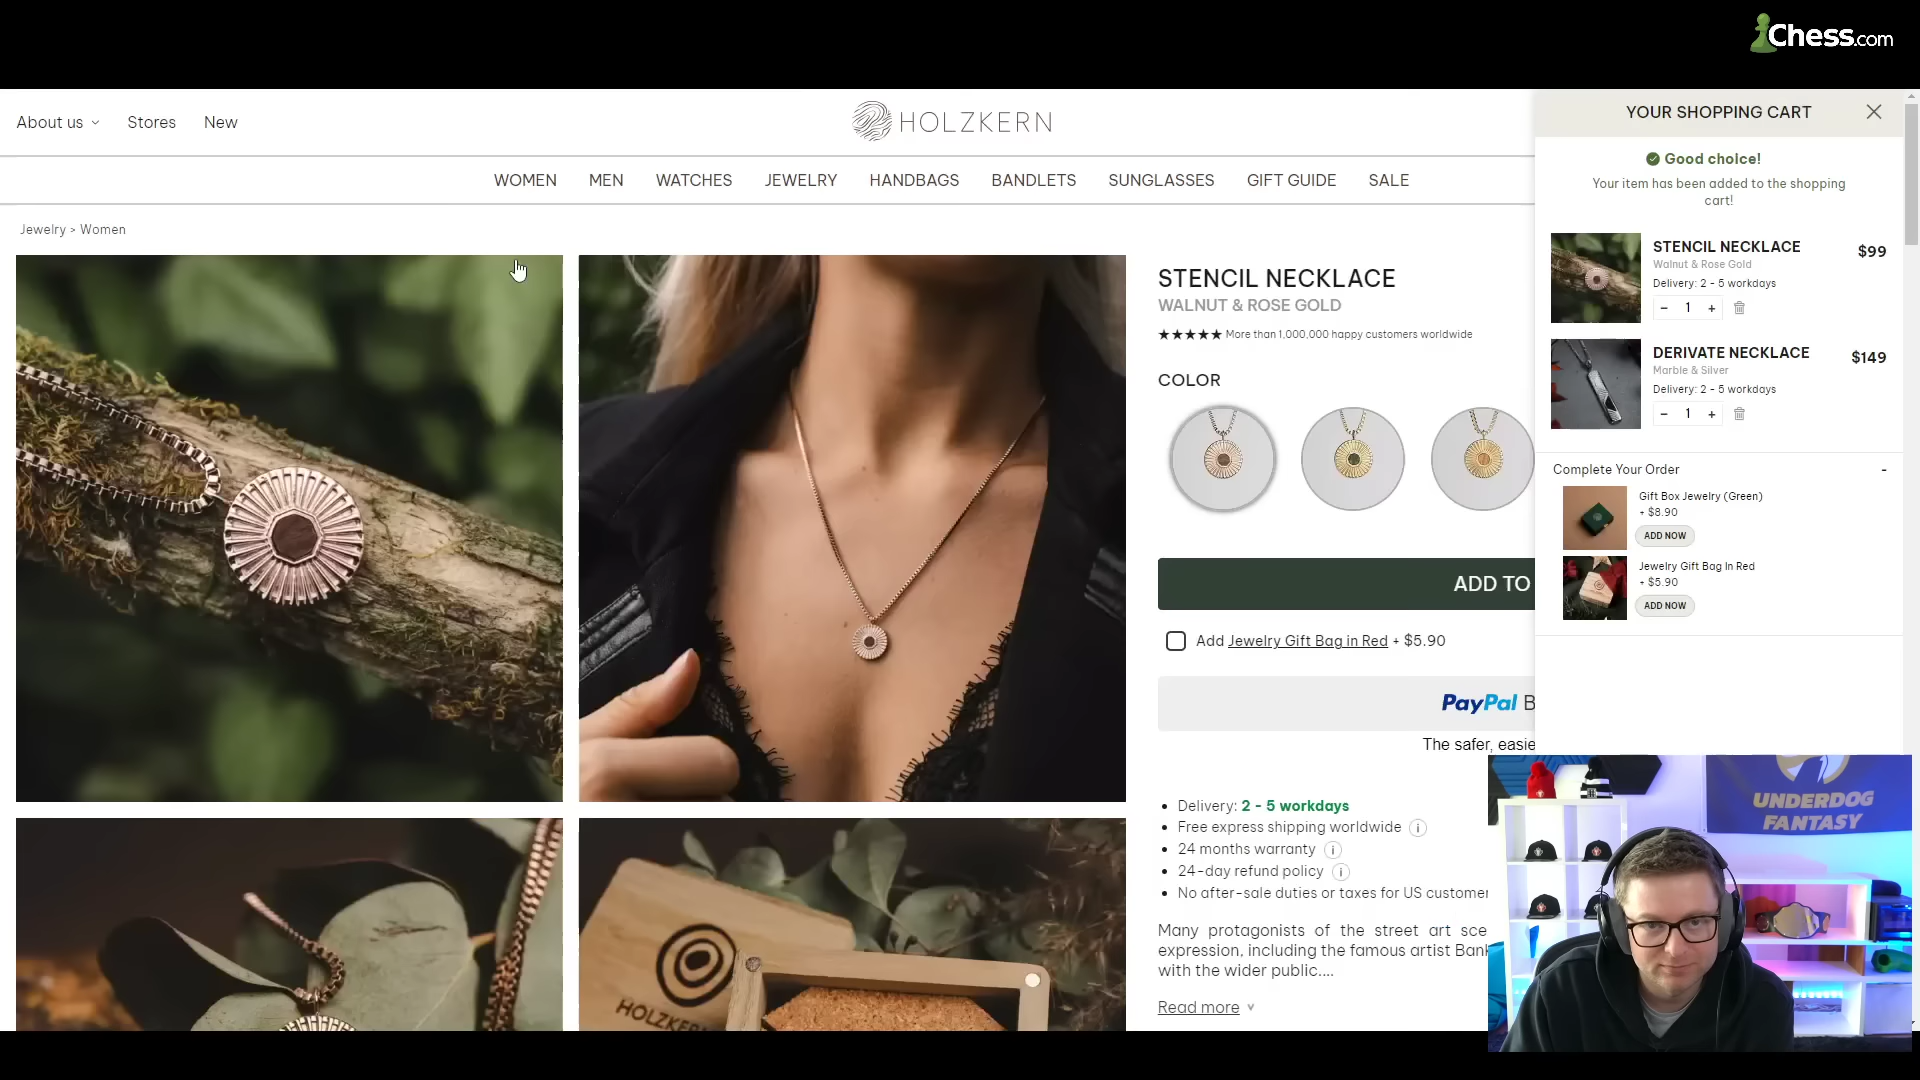 Chess.com
About us
Stores
New
HOLZKERN
YOUR SHOPPING CART
Good choice!
Your item has been added to the shopping
cart!
WOMEN
MEN
WATCHES
JEWELRY
HANDBAGS
BANDLETS
SUNGLASSES
GIFT GUIDE
SALE
Jewelry > Women
STENCIL NECKLACE
WALNUT & ROSE GOLD
★★★★★ More than 1,000,000 happy customers worldwide
COLOR
ADD TO
Add Jewelry Gift Bag in Red + $5.90
PayPal B
The safer, easie
• Delivery: 2 - 5 workdays
• Free express shipping worldwide i
• 24 months warranty i
• 24-day refund policy i
• No after-sale duties or taxes for US customer
Many protagonists of the street art sce
expression, including the famous artist Bank
with the wider public....
Read more
STENCIL NECKLACE
$99
Walnut & Rose Gold
Delivery: 2 - 5 workdays
− 1 +
DERIVATE NECKLACE
$149
Marble & Silver
Delivery: 2 - 5 workdays
− 1 +
Complete Your Order -
Gift Box Jewelry (Green)
+ $8.90
ADD NOW
Jewelry Gift Bag In Red
+ $5.90
ADD NOW
HOLZKERN
UNDERDOG
FANTASY